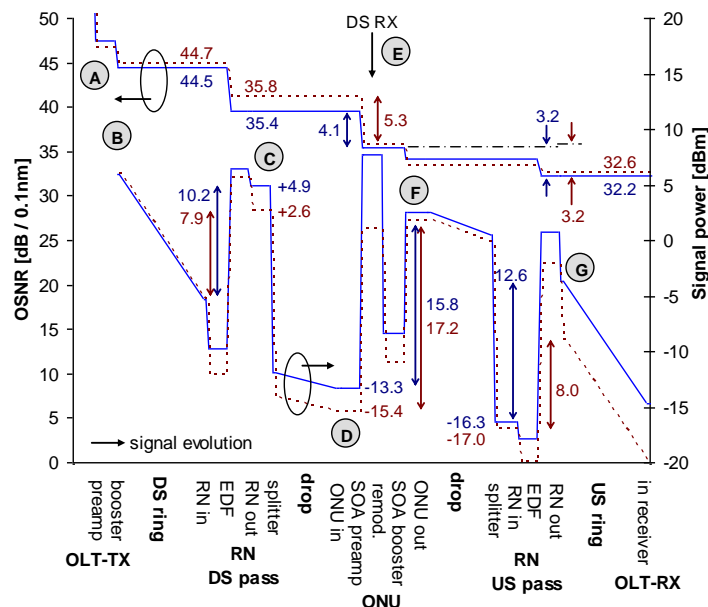 DS RX
50
45
40
35
30
25
20
15
10
5
0
OSNR [dB / 0.1nm]
20
15
10
5
0
-5
-10
-15
-20
Signal power [dBm]
A
B
C
D
E
F
G
44.7
44.5
35.8
35.4
4.1
5.3
3.2
32.6
32.2
3.2
10.2
7.9
+4.9
+2.6
12.6
15.8
17.2
-13.3
-15.4
-16.3
-17.0
8.0
signal evolution
preamp
booster
DS ring
RN in
EDF
RN out
splitter
drop
ONU in
SOA preamp
remod.
SOA booster
ONU out
drop
splitter
RN in
EDF
RN out
US ring
in receiver
OLT-TX
RN
DS pass
ONU
RN
US pass
OLT-RX